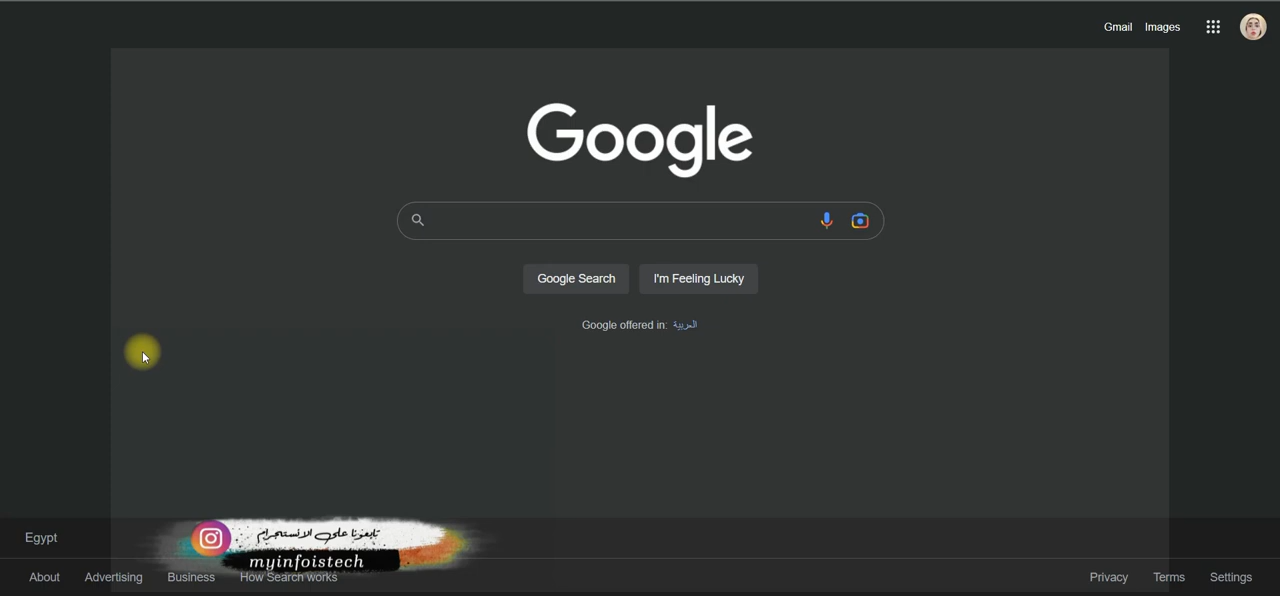 Gmail Images
Google
Google Search I'm Feeling Lucky
Google offered in: العربية
Egypt
تابعونا على الانستجرام
myinfoistech
About Advertising Business How Search works Privacy Terms Settings